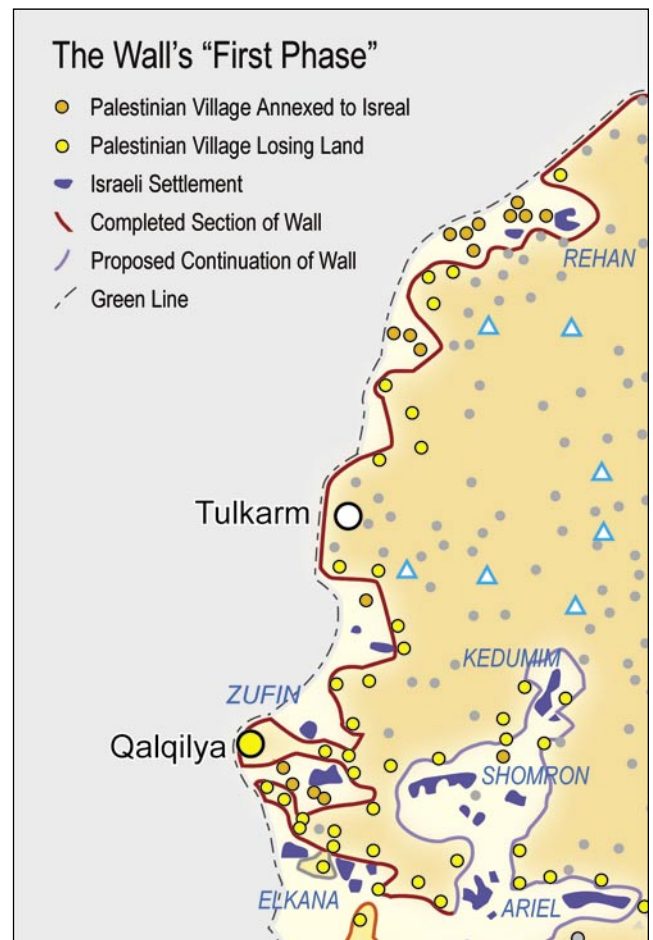 The Wall's “First Phase”
Palestinian Village Annexed to Isreal
Palestinian Village Losing Land
Israeli Settlement
Completed Section of Wall
Proposed Continuation of Wall
Green Line
REHAN
Tulkarm
KEDUMIM
ZUFIN
Qalqilya
SHOMRON
ELKANA
ARIEL